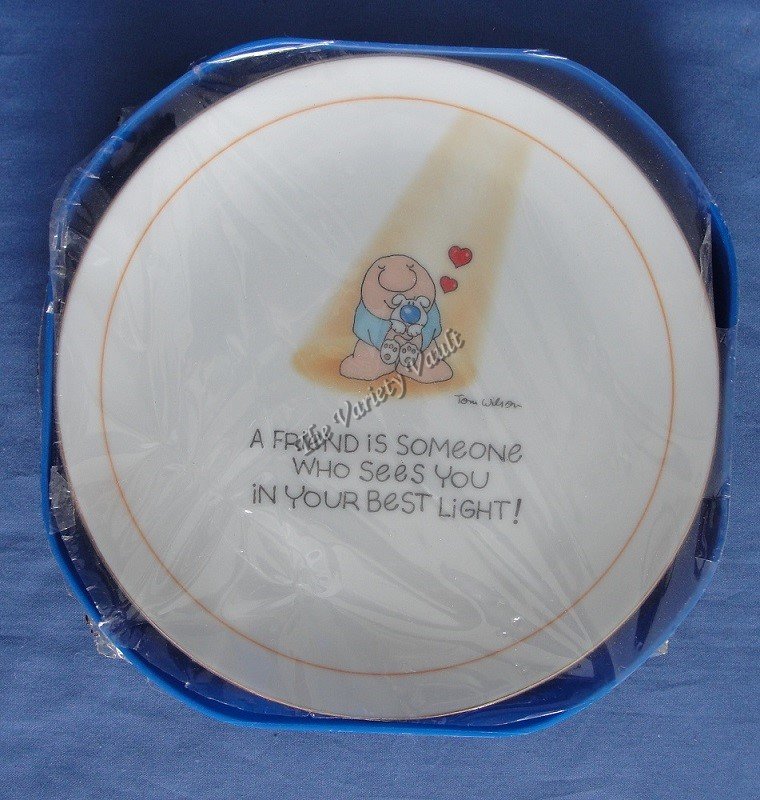 Tom Wilson
The Variety Vault
A FRIEND iS SOMEONE
WHO SeeS YOU
iN YOUR BeST LiGHT!